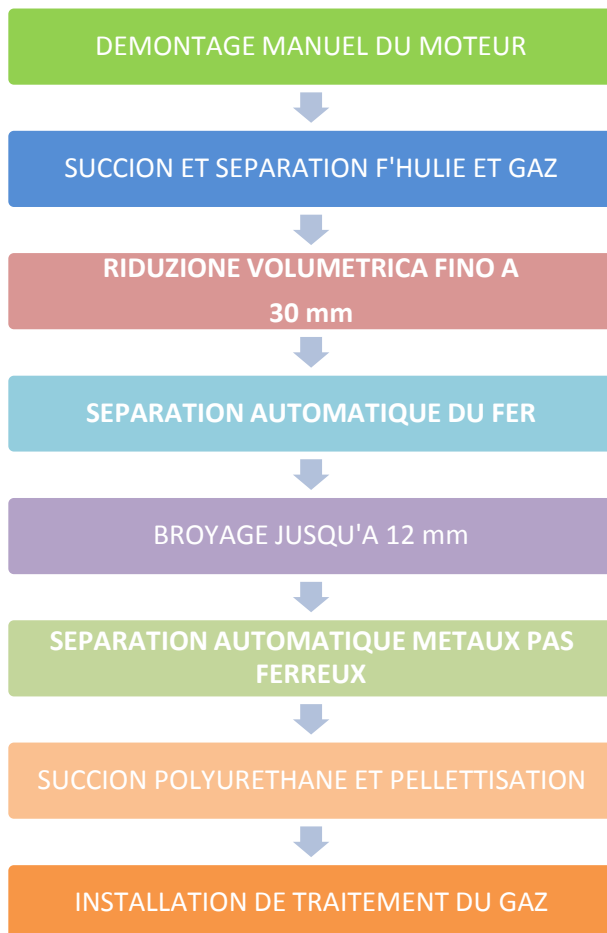 DEMONTAGE MANUEL DU MOTEUR
SUCCION ET SEPARATION F'HULIE ET GAZ
RIDUZIONE VOLUMETRICA FINO A
30 mm
SEPARATION AUTOMATIQUE DU FER
BROYAGE JUSQU'A 12 mm
SEPARATION AUTOMATIQUE METAUX PAS
FERREUX
SUCCION POLYURETHANE ET PELLETTISATION
INSTALLATION DE TRAITEMENT DU GAZ